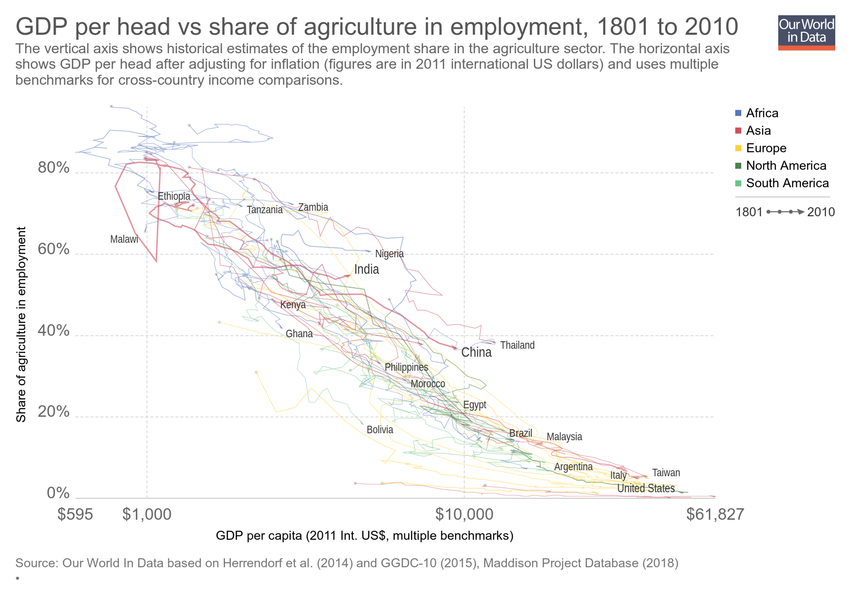 GDP per head vs share of agriculture in employment, 1801 to 2010
Our World
in Data
The vertical axis shows historical estimates of the employment share in the agriculture sector. The horizontal axis
shows GDP per head after adjusting for inflation (figures are in 2011 international US dollars) and uses multiple
benchmarks for cross-country income comparisons.
Africa
Asia
Europe
North America
South America
1801
2010
Share of agriculture in employment
80%
60%
40%
20%
0%
Ethiopia
Tanzania
Zambia
Malawi
Nigeria
India
Kenya
Ghana
Thailand
China
Philippines
Morocco
Egypt
Bolivia
Brazil
Malaysia
Argentina
Italy
Taiwan
United States
$595
$1,000
$10,000
$61,827
GDP per capita (2011 Int. US$, multiple benchmarks)
Source: Our World In Data based on Herrendorf et al. (2014) and GGDC-10 (2015), Maddison Project Database (2018)
•